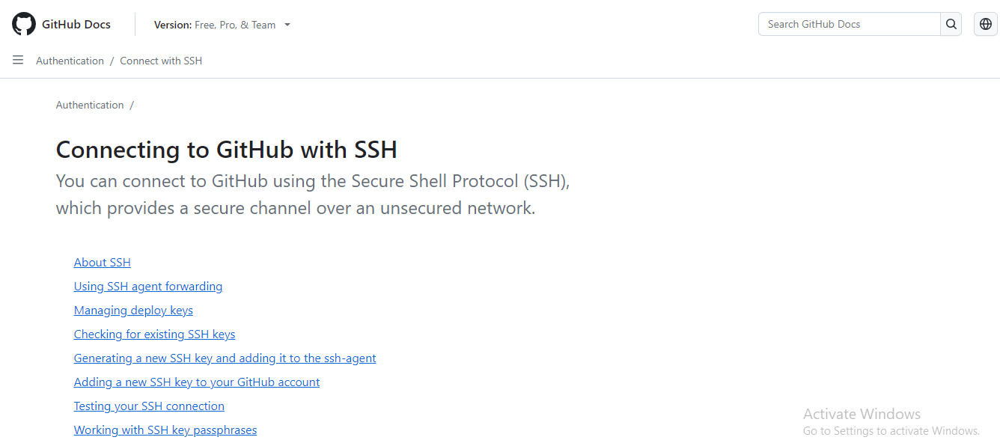 GitHub Docs
Version: Free, Pro, & Team
Search GitHub Docs
Authentication / Connect with SSH
Authentication /
Connecting to GitHub with SSH
You can connect to GitHub using the Secure Shell Protocol (SSH),
which provides a secure channel over an unsecured network.
About SSH
Using SSH agent forwarding
Managing deploy keys
Checking for existing SSH keys
Generating a new SSH key and adding it to the ssh-agent
Adding a new SSH key to your GitHub account
Testing your SSH connection
Working with SSH key passphrases
Activate Windows
Go to Settings to activate Windows.